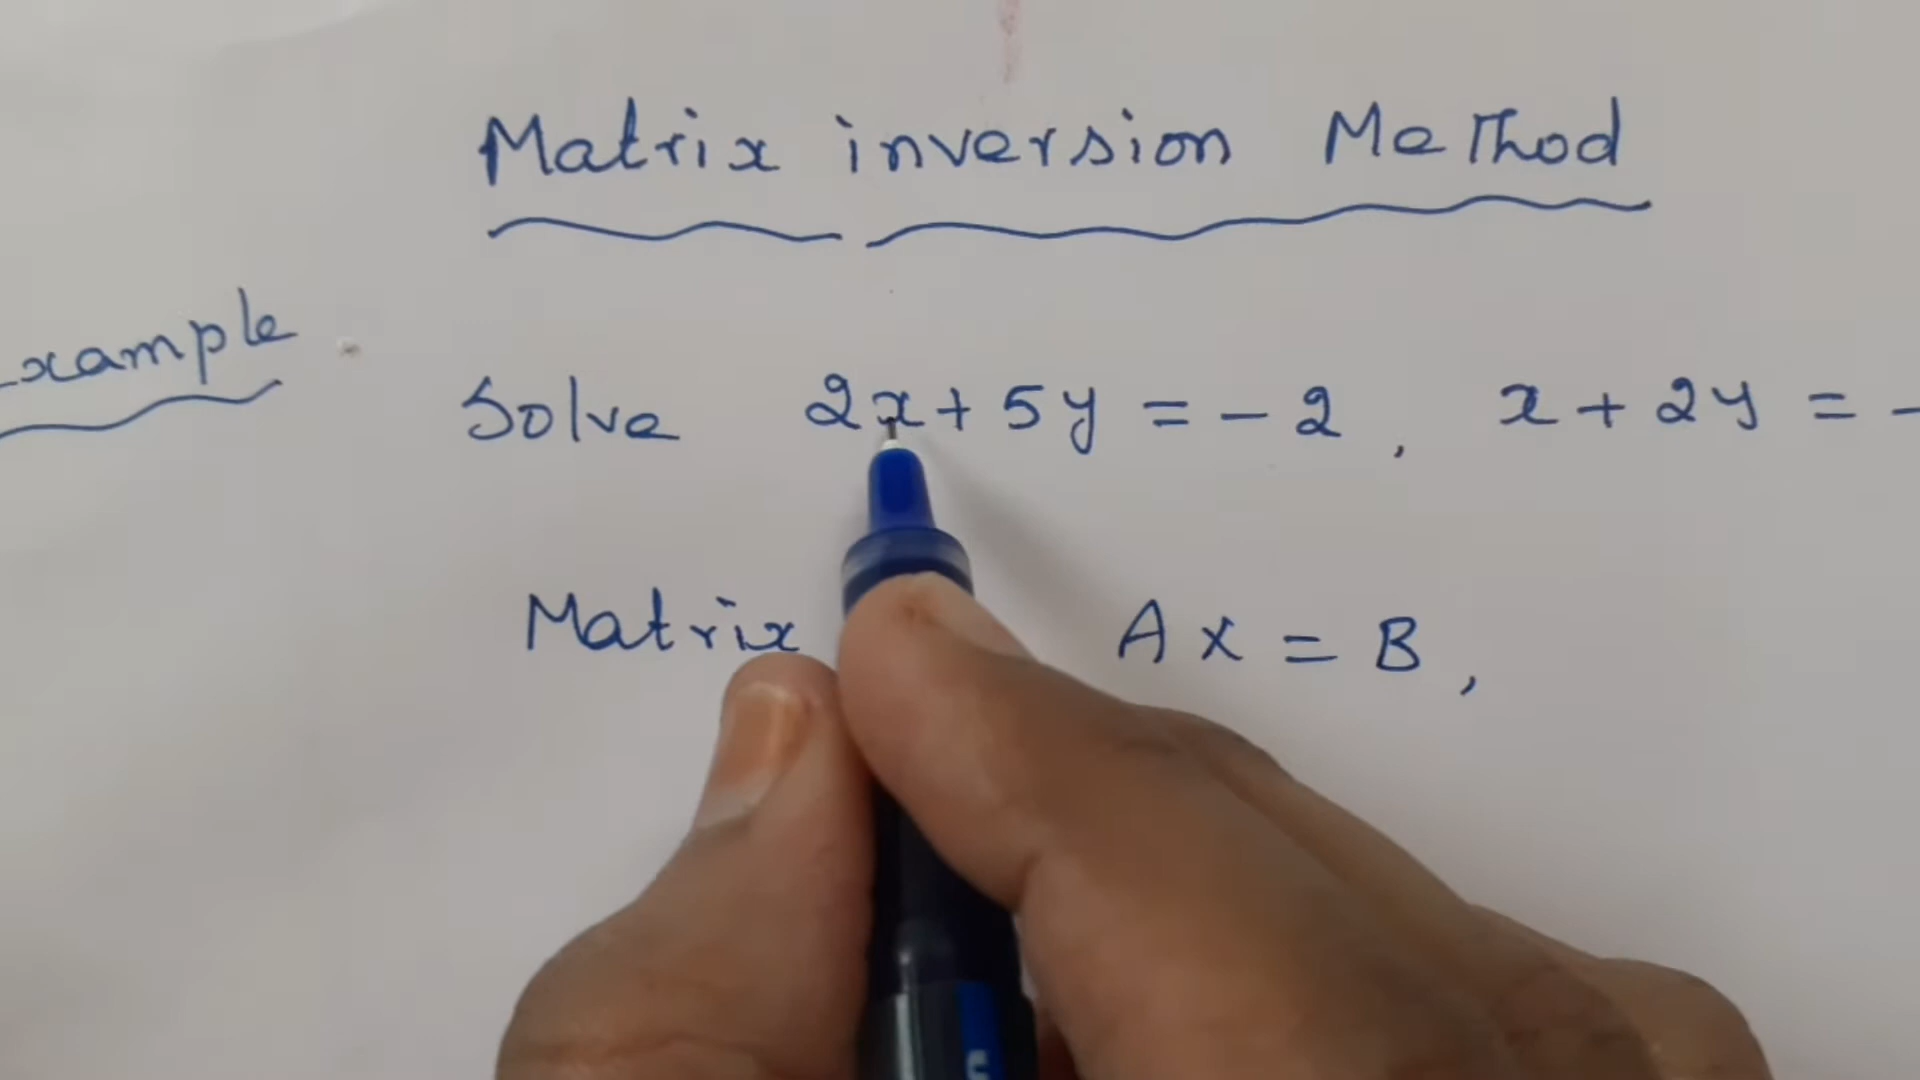 Matrix inversion Method
xample
Solve 2x + 5y = - 2, x + 2y = -
Matrix AX = B,